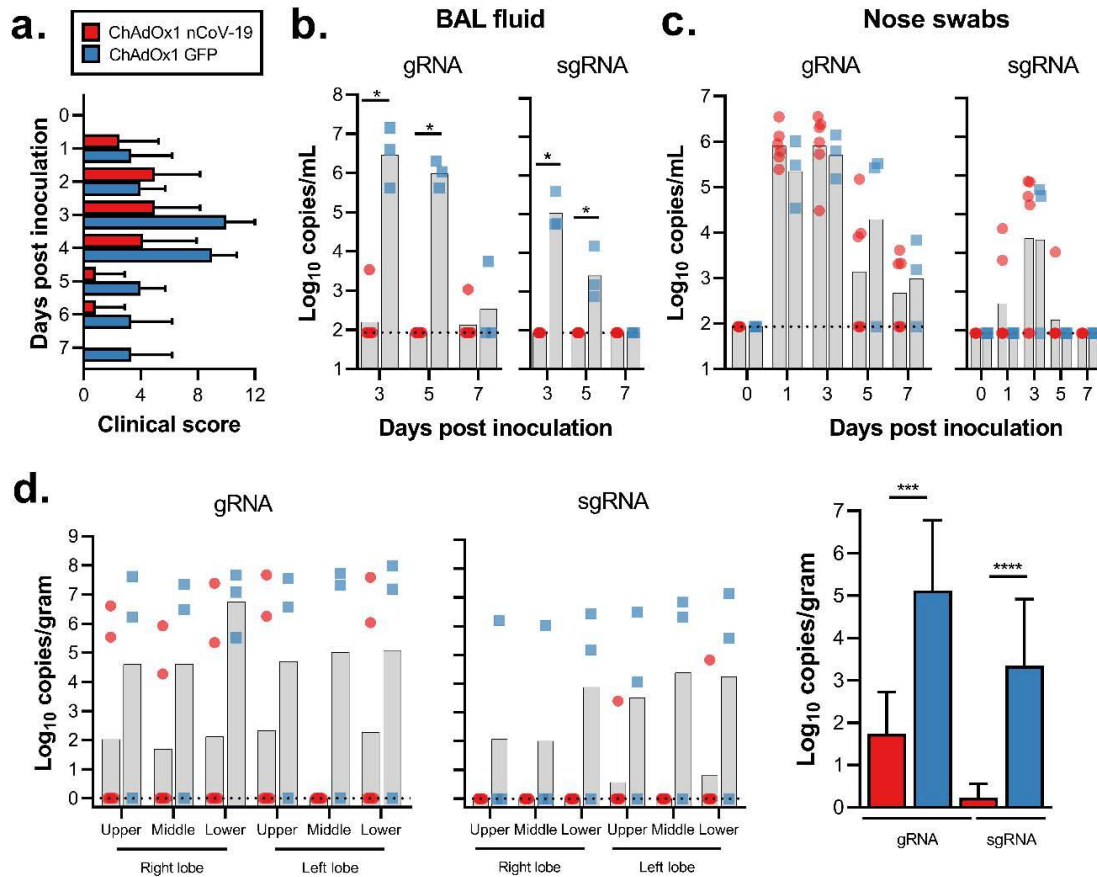 a.
ChAdOx1 nCoV-19
ChAdOx1 GFP
Days post inoculation
0
1
2
3
4
5
6
7
0 4 8 12
Clinical score
b.
BAL fluid
gRNA
sgRNA
Log10 copies/mL
8
7
6
5
4
3
2
1
* * * *
3 5 7
3 5 7
Days post inoculation
c.
Nose swabs
gRNA
sgRNA
Log10 copies/mL
7
6
5
4
3
2
1
0 1 3 5 7
0 1 3 5 7
Days post inoculation
d.
gRNA
Log10 copies/gram
9
8
7
6
5
4
3
2
1
0
Upper Middle Lower Upper Middle Lower
Right lobe Left lobe
sgRNA
Upper Middle Lower Upper Middle Lower
Right lobe Left lobe
Log10 copies/gram
7
6
5
4
3
2
1
0
*** ****
gRNA sgRNA